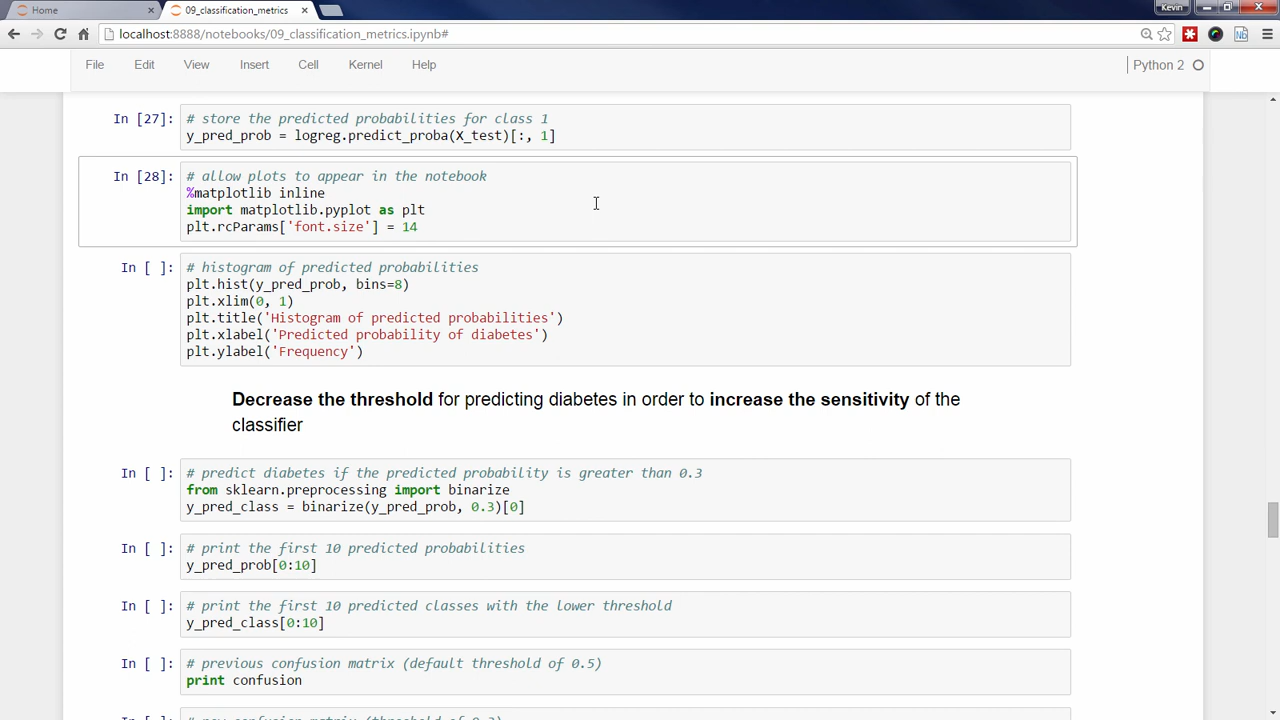 Home
09_classification_metrics
Kevin
localhost:8888/notebooks/09_classification_metrics.ipynb#
File Edit View Insert Cell Kernel Help
Python 2
In [27]:
# store the predicted probabilities for class 1
y_pred_prob = logreg.predict_proba(X_test)[:, 1]
In [28]:
# allow plots to appear in the notebook
%matplotlib inline
import matplotlib.pyplot as plt
plt.rcParams['font.size'] = 14
In [ ]:
# histogram of predicted probabilities
plt.hist(y_pred_prob, bins=8)
plt.xlim(0, 1)
plt.title('Histogram of predicted probabilities')
plt.xlabel('Predicted probability of diabetes')
plt.ylabel('Frequency')
Decrease the threshold for predicting diabetes in order to increase the sensitivity of the
classifier
In [ ]:
# predict diabetes if the predicted probability is greater than 0.3
from sklearn.preprocessing import binarize
y_pred_class = binarize(y_pred_prob, 0.3)[0]
In [ ]:
# print the first 10 predicted probabilities
y_pred_prob[0:10]
In [ ]:
# print the first 10 predicted classes with the lower threshold
y_pred_class[0:10]
In [ ]:
# previous confusion matrix (default threshold of 0.5)
print confusion
# new confusion matrix (threshold of 0.3)